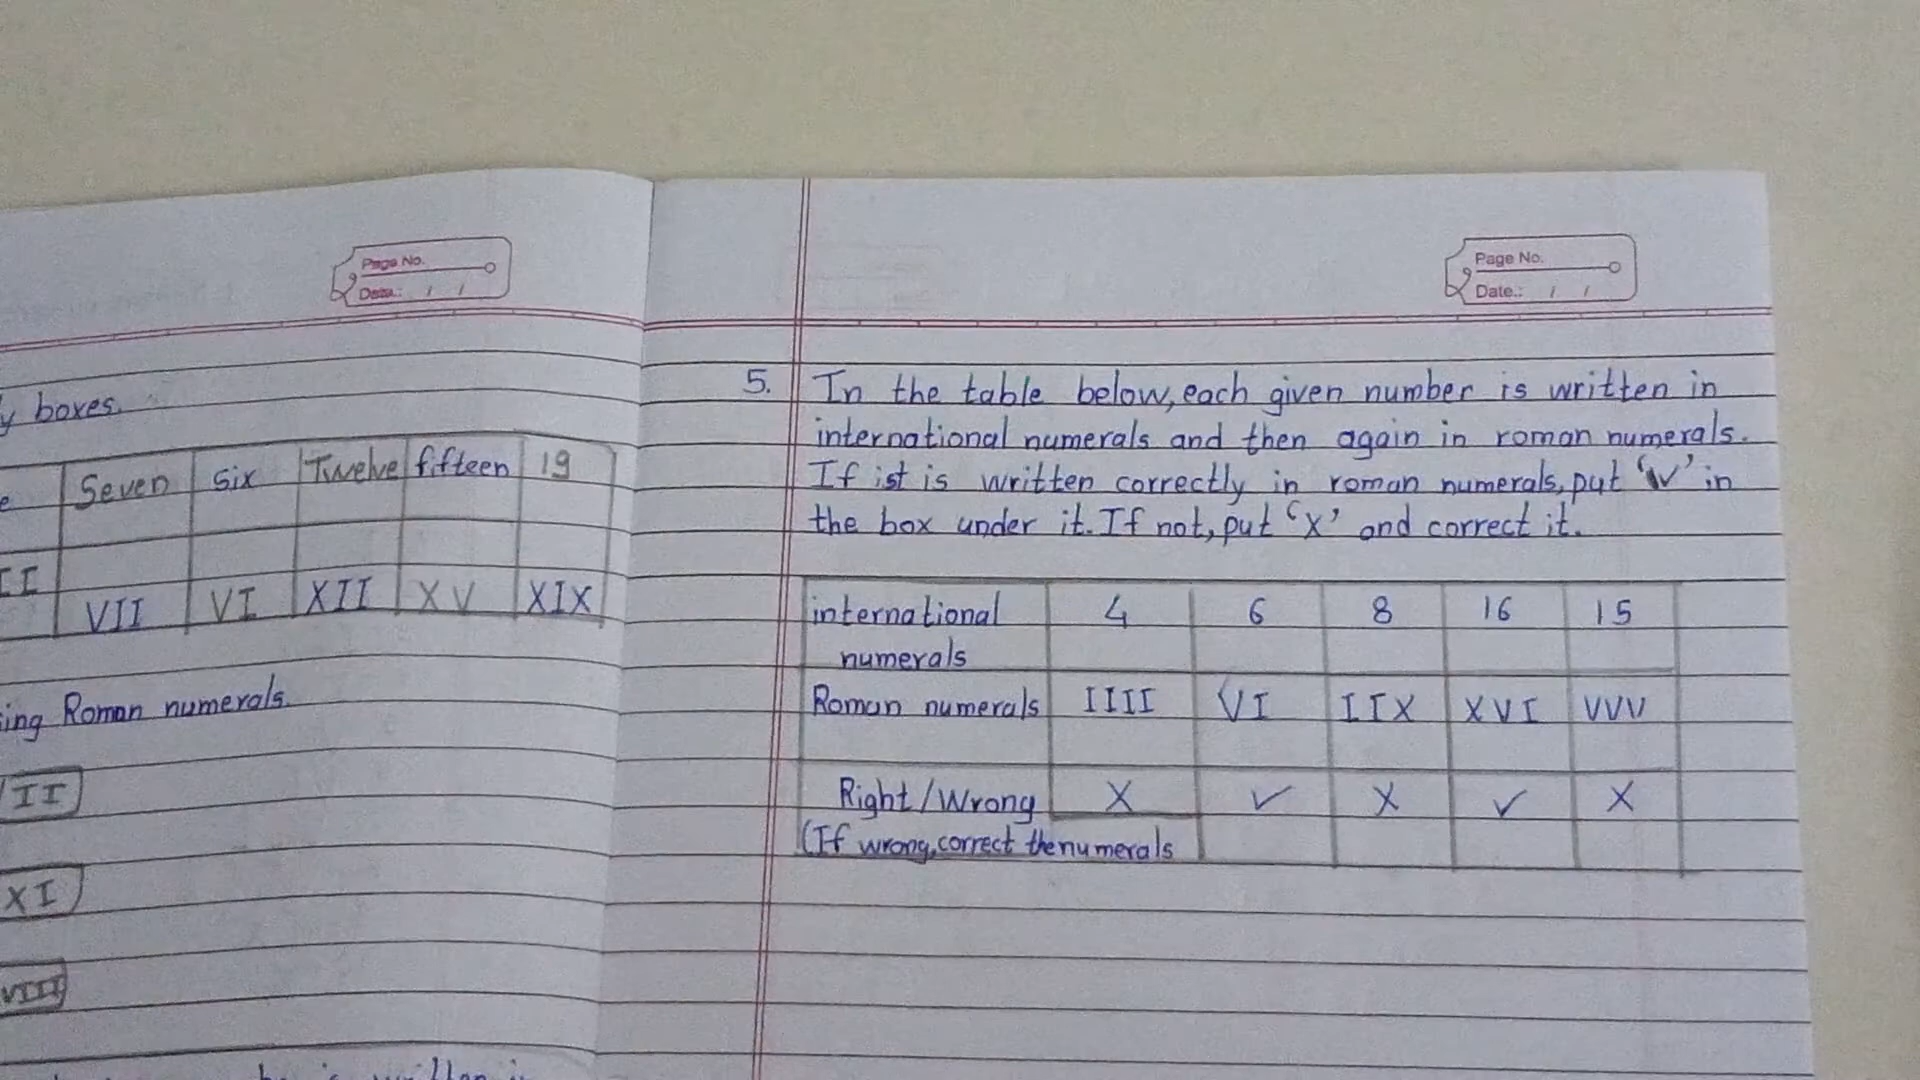 Page No.
Date.: / /
y boxes.
e Seven Six Twelve fifteen 19
II VII VI XII XV XIX
ing Roman numerals.
II
XI
VIII
Page No.
Date.: / /
5. In the table below, each given number is written in
international numerals and then again in roman numerals.
If ist is written correctly in roman numerals, put '✓' in
the box under it. If not, put 'X' and correct it.
international 4 6 8 16 15
numerals
Roman numerals IIII VI IIX XVI VVV
Right/Wrong X ✓ X ✓ X
(If wrong, correct the numerals